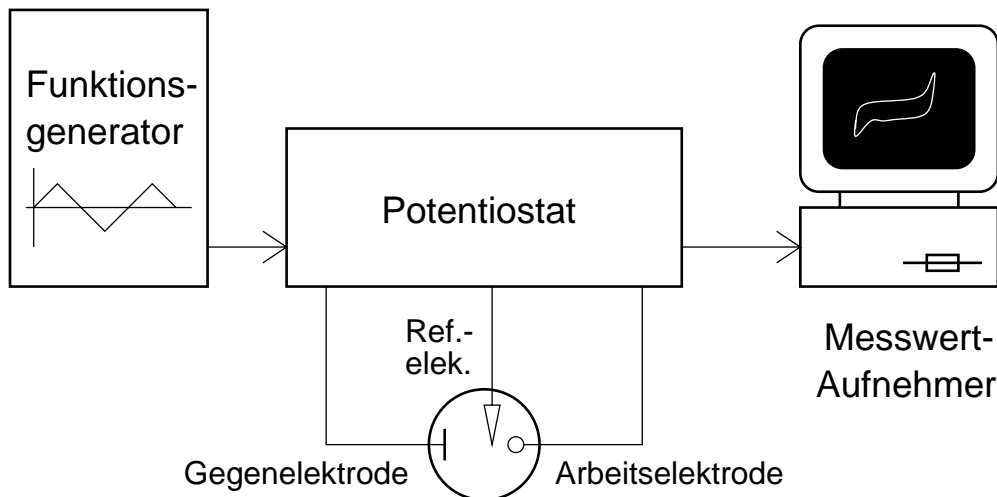 Funktions-
generator
Potentiostat
Ref.-
elek.
Messwert-
Aufnehmer
Gegenelektrode
Arbeitselektrode